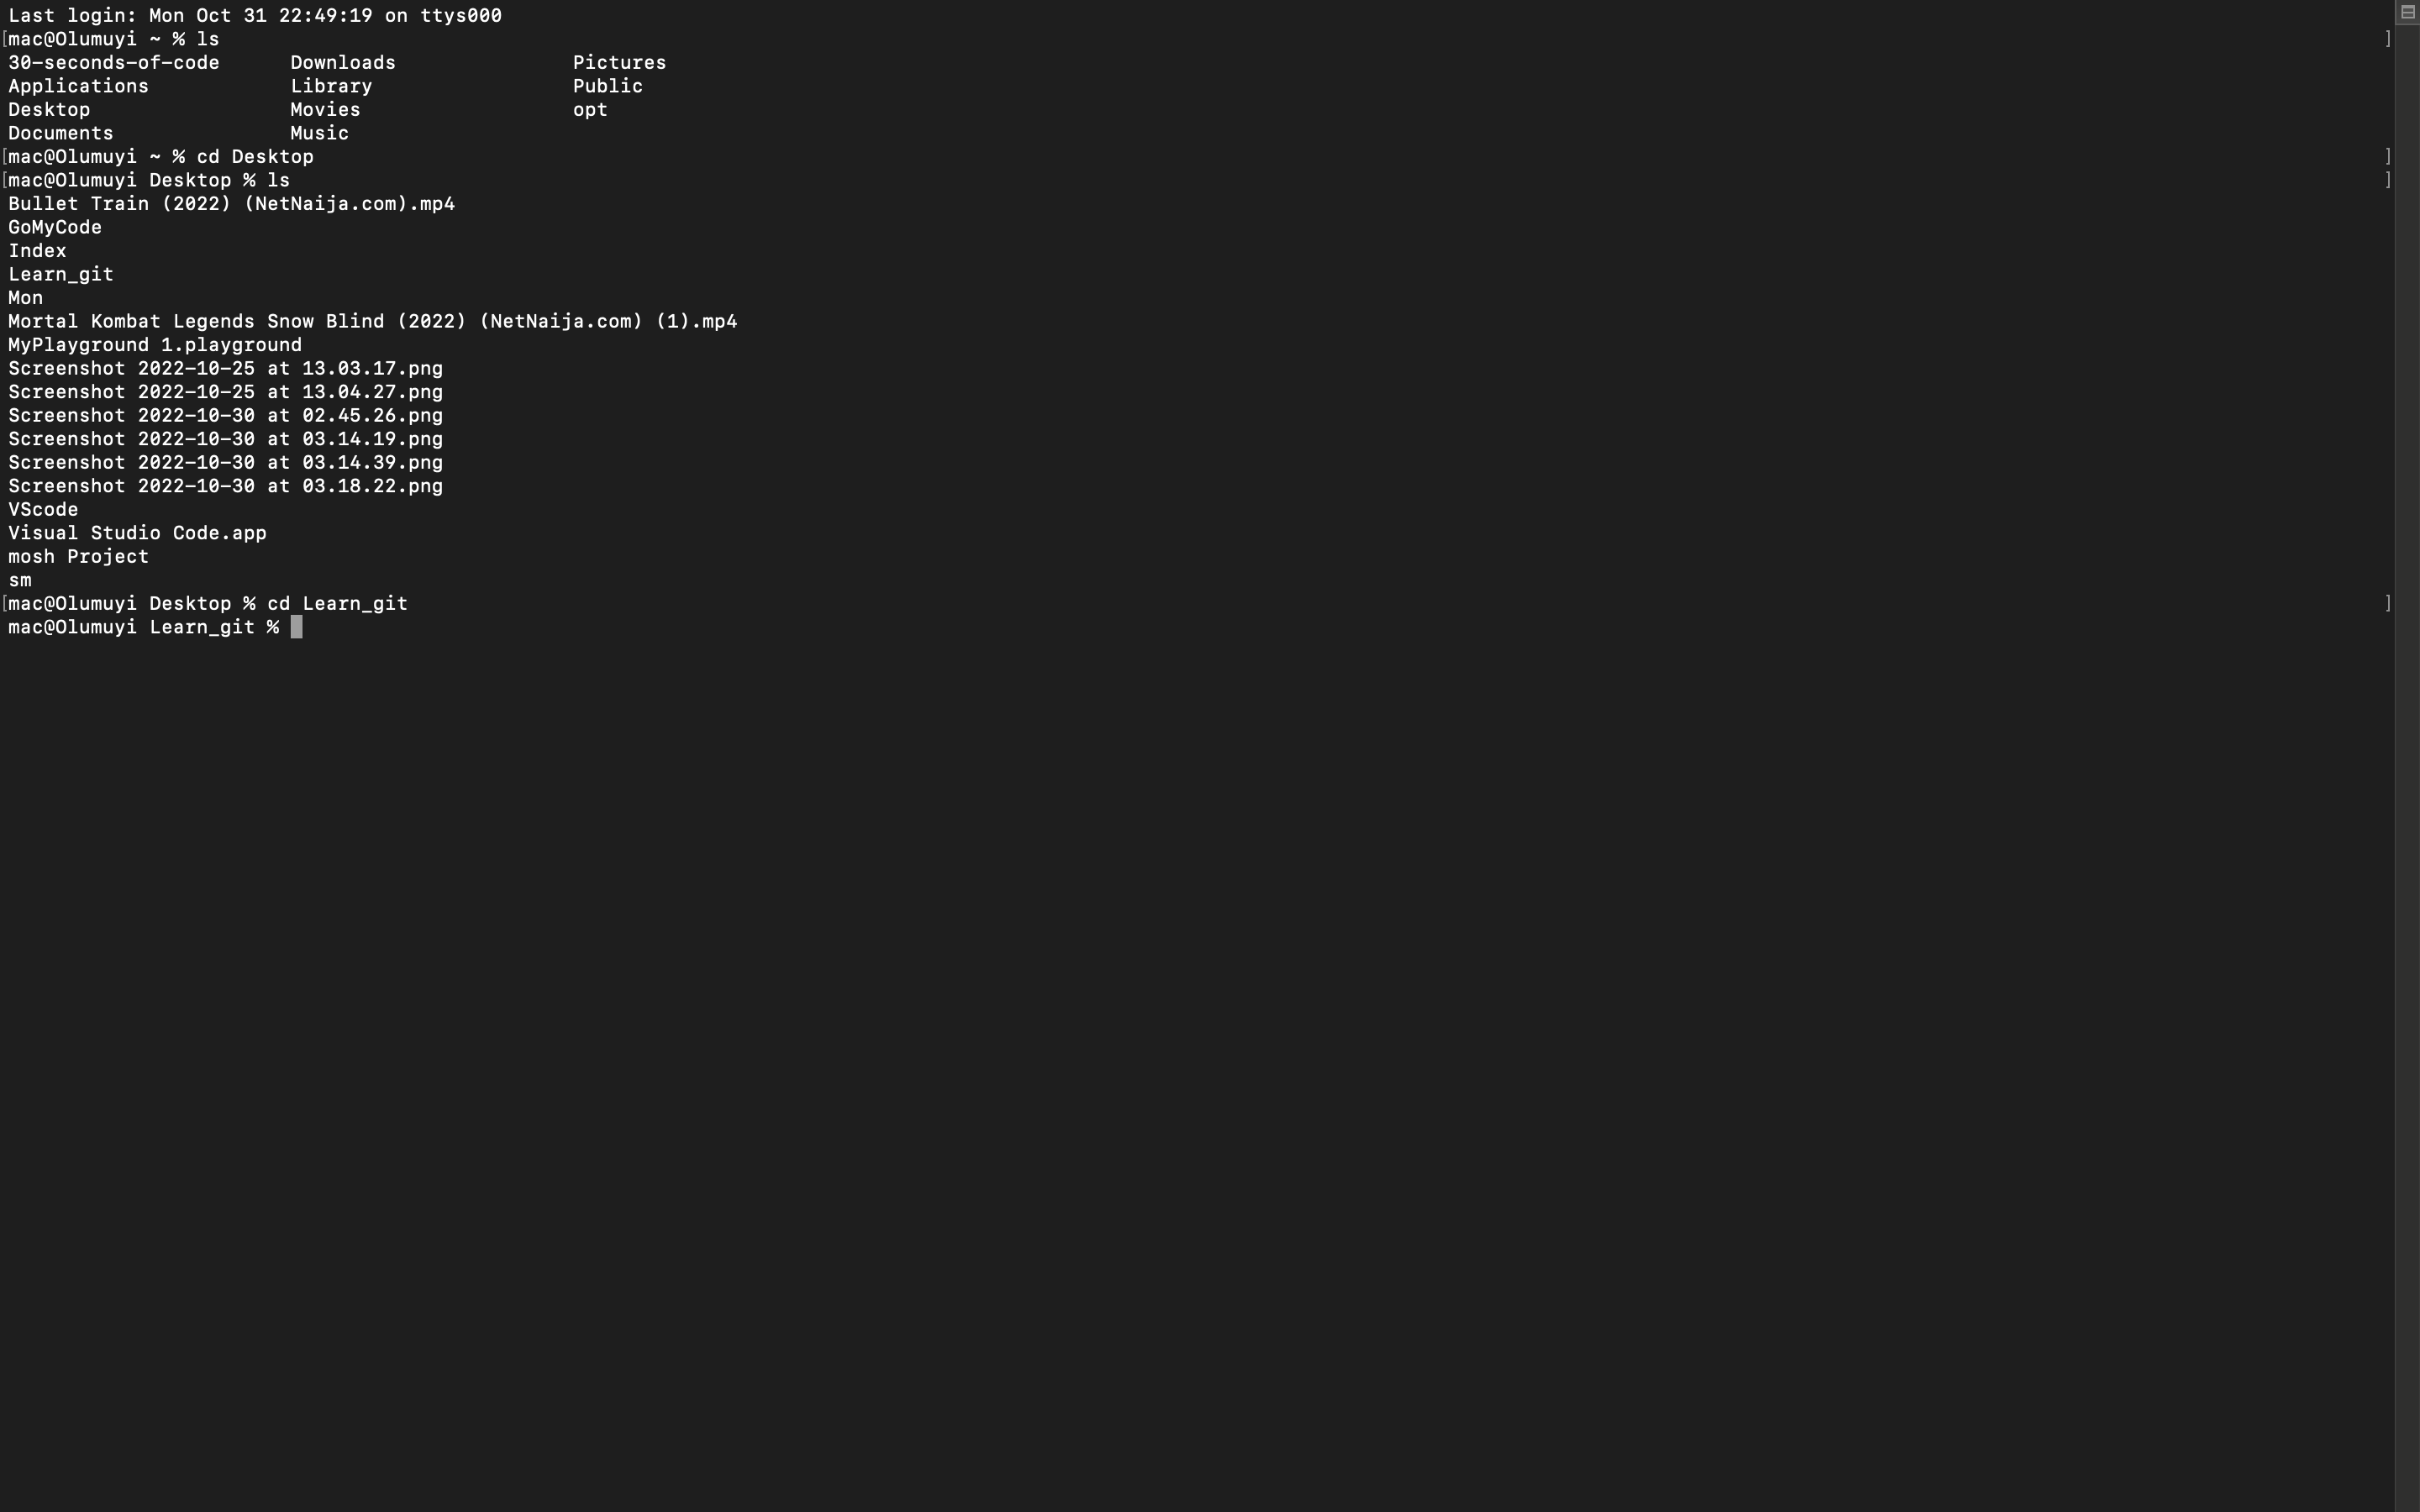 Last login: Mon Oct 31 22:49:19 on ttys000
[mac@Olumuyi ~ % ls ]
30-seconds-of-code Downloads Pictures
Applications Library Public
Desktop Movies opt
Documents Music
[mac@Olumuyi ~ % cd Desktop ]
[mac@Olumuyi Desktop % ls ]
Bullet Train (2022) (NetNaija.com).mp4
GoMyCode
Index
Learn_git
Mon
Mortal Kombat Legends Snow Blind (2022) (NetNaija.com) (1).mp4
MyPlayground 1.playground
Screenshot 2022-10-25 at 13.03.17.png
Screenshot 2022-10-25 at 13.04.27.png
Screenshot 2022-10-30 at 02.45.26.png
Screenshot 2022-10-30 at 03.14.19.png
Screenshot 2022-10-30 at 03.14.39.png
Screenshot 2022-10-30 at 03.18.22.png
VScode
Visual Studio Code.app
mosh Project
sm
[mac@Olumuyi Desktop % cd Learn_git ]
mac@Olumuyi Learn_git %